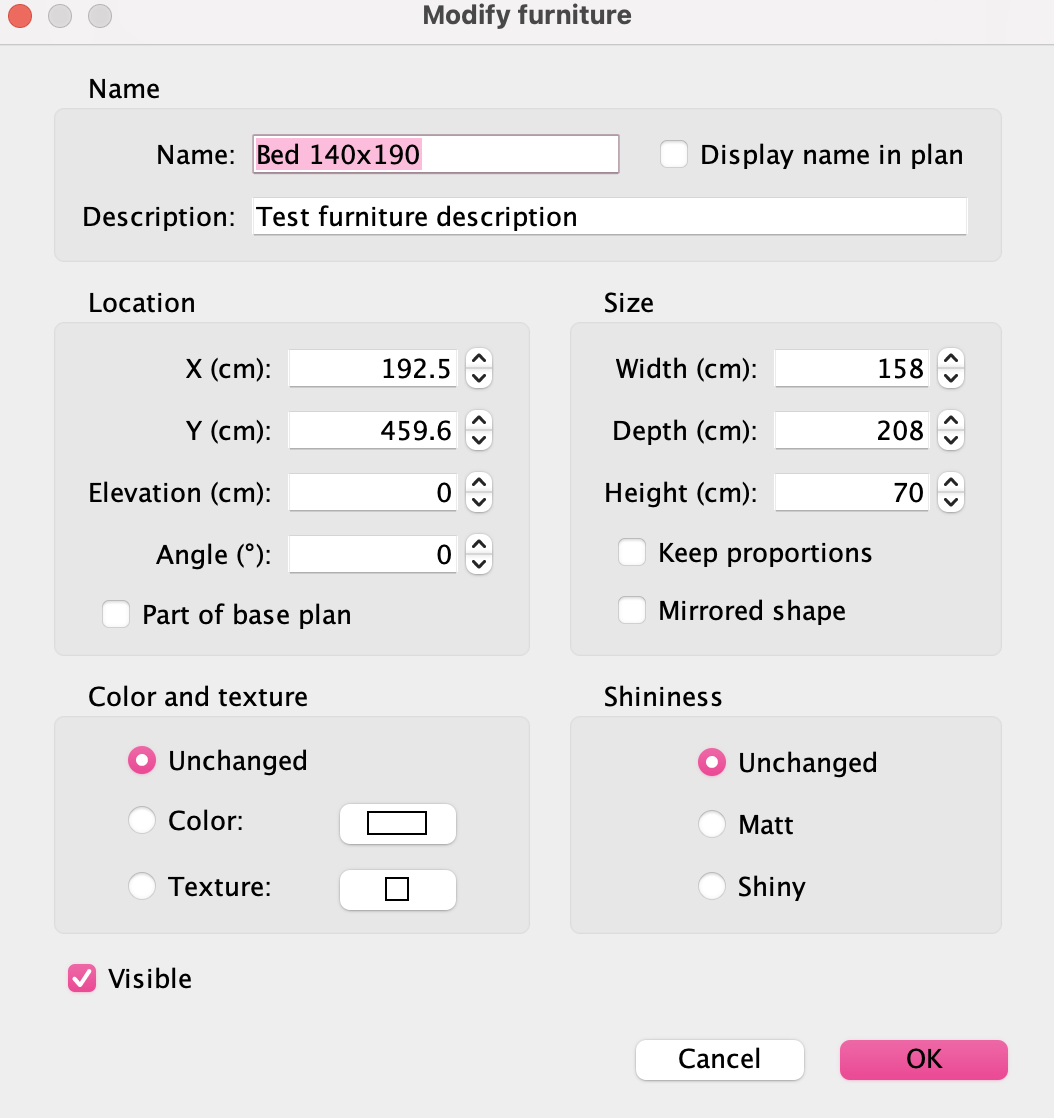 Modify furniture
Name
Name: Bed 140x190 Display name in plan
Description: Test furniture description
Location
X (cm): 192.5
Y (cm): 459.6
Elevation (cm): 0
Angle (°): 0
Part of base plan
Size
Width (cm): 158
Depth (cm): 208
Height (cm): 70
Keep proportions
Mirrored shape
Color and texture
Unchanged
Color:
Texture:
Shininess
Unchanged
Matt
Shiny
Visible
Cancel OK